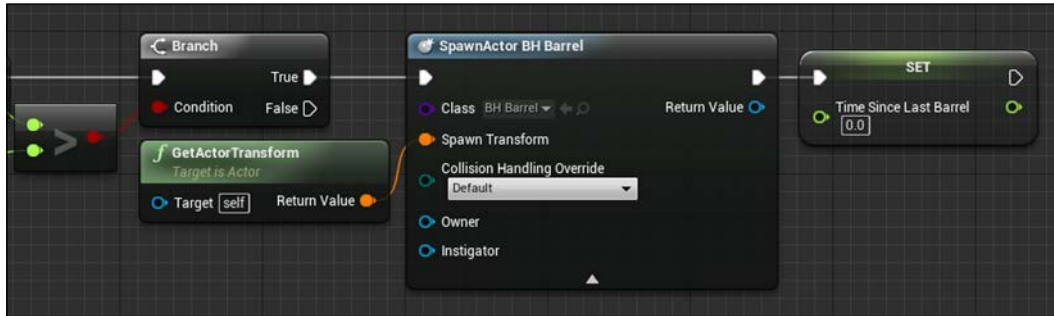 Branch
True
Condition
False
>
GetActorTransform
Target is Actor
Target self
Return Value
SpawnActor BH Barrel
Class BH Barrel
Return Value
Spawn Transform
Collision Handling Override
Default
Owner
Instigator
SET
Time Since Last Barrel
0.0